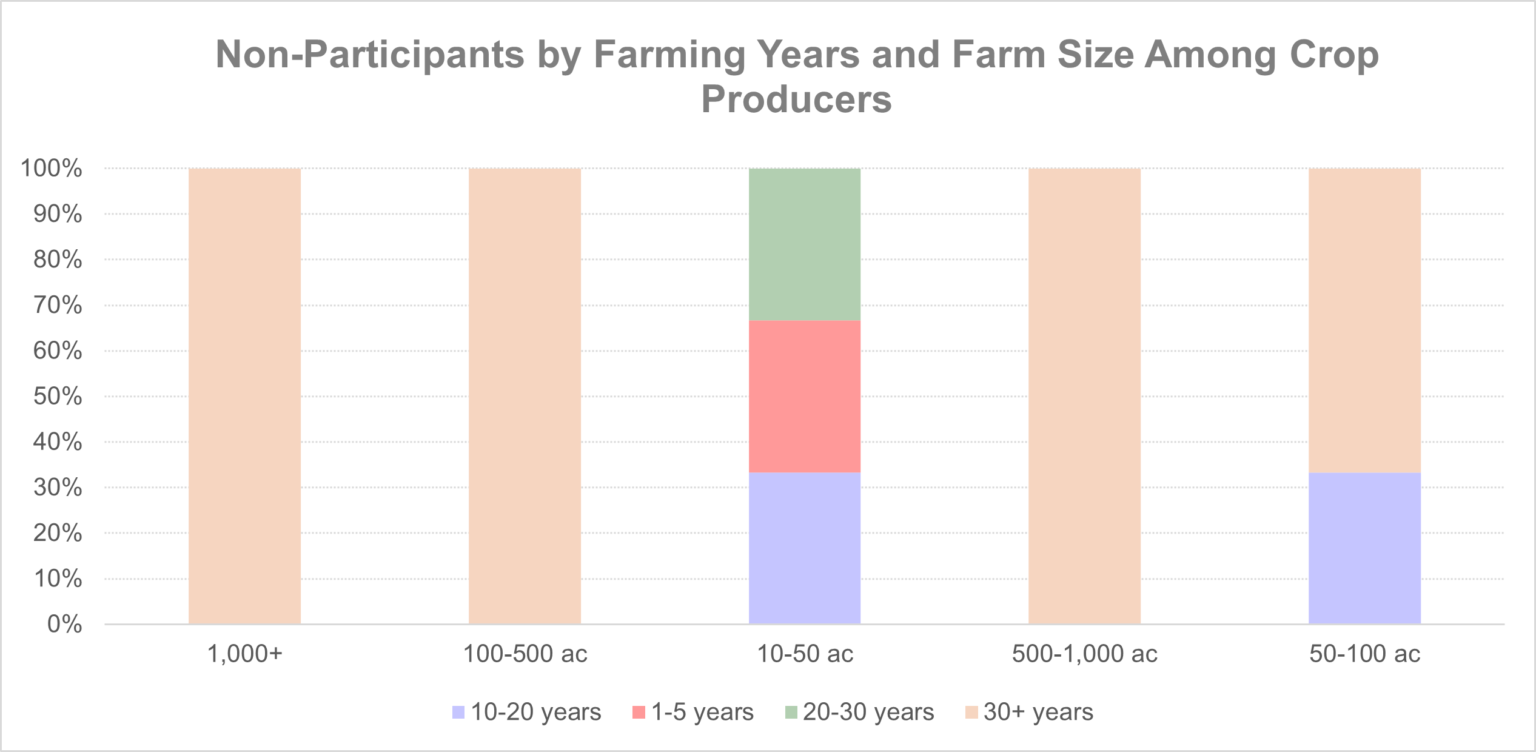 Non-Participants by Farming Years and Farm Size Among Crop
Producers
100%
90%
80%
70%
60%
50%
40%
30%
20%
10%
0%
1,000+
100-500 ac
10-50 ac
500-1,000 ac
50-100 ac
10-20 years
1-5 years
20-30 years
30+ years